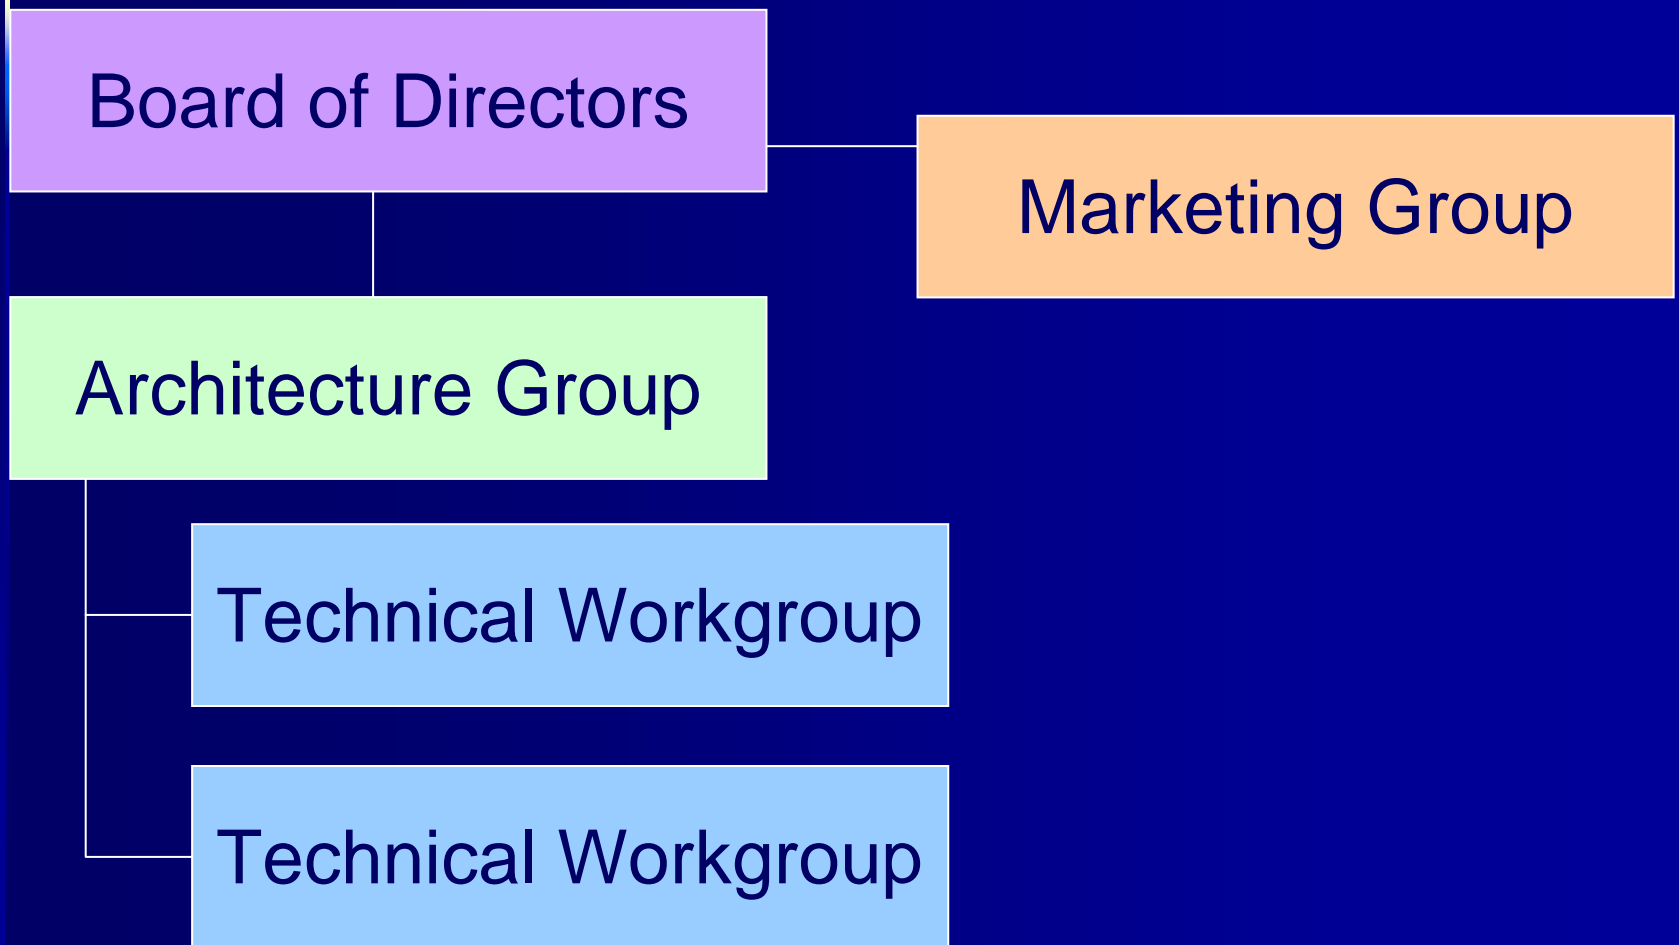 Board of Directors
Marketing Group
Architecture Group
Technical Workgroup
Technical Workgroup